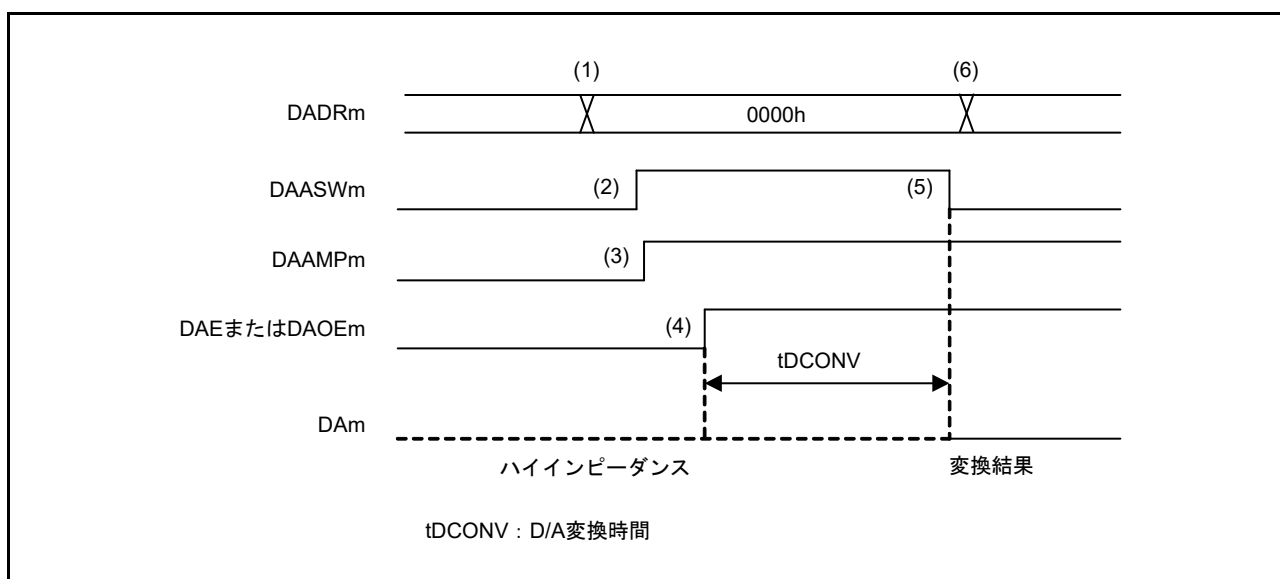 (1) (6)
DADRm 0000h
DAASWm (2) (5)
DAAMPm (3)
DAEまたはDAOEm (4)
tDCONV
DAm
ハイインピーダンス 変換結果
tDCONV：D/A変換時間